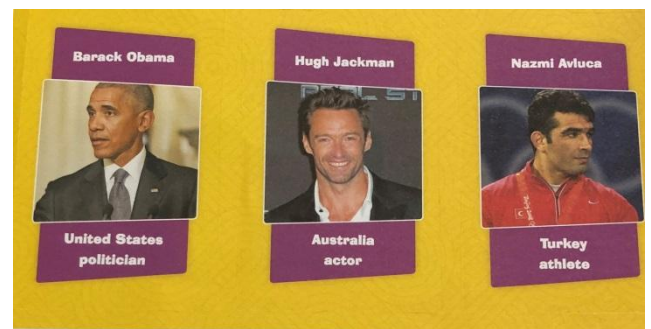 Barack Obama
United States
politician
Hugh Jackman
Australia
actor
Nazmi Avluca
Turkey
athlete